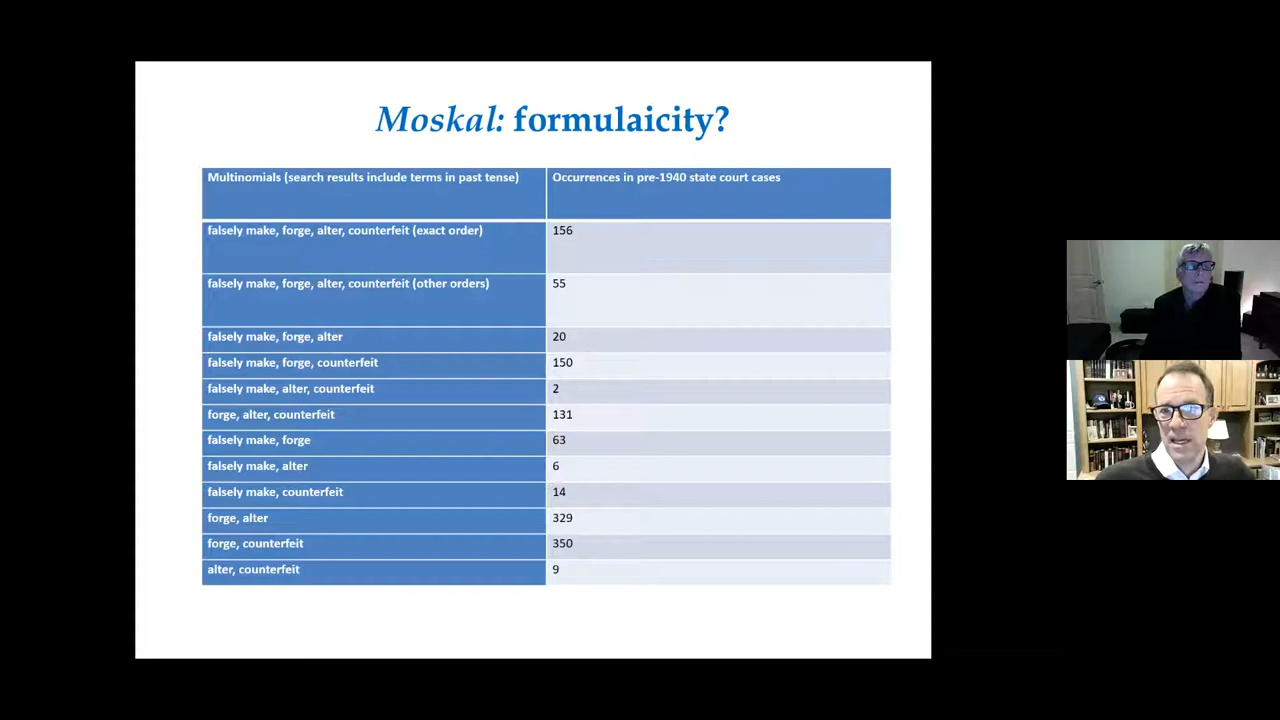 Moskal: formulaicity?
Multinomials (search results include terms in past tense) Occurrences in pre-1940 state court cases
falsely make, forge, alter, counterfeit (exact order) 156
falsely make, forge, alter, counterfeit (other orders) 55
falsely make, forge, alter 20
falsely make, forge, counterfeit 150
falsely make, alter, counterfeit 2
forge, alter, counterfeit 131
falsely make, forge 63
falsely make, alter 6
falsely make, counterfeit 14
forge, alter 329
forge, counterfeit 350
alter, counterfeit 9